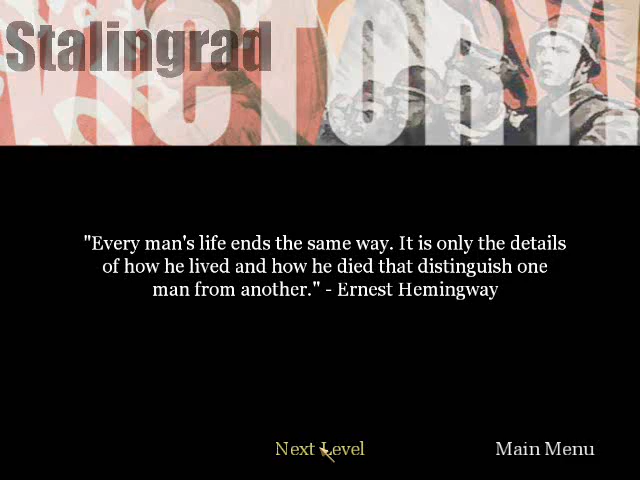 VICTORY!
Stalingrad
"Every man's life ends the same way. It is only the details
of how he lived and how he died that distinguish one
man from another." - Ernest Hemingway
Next Level
Main Menu